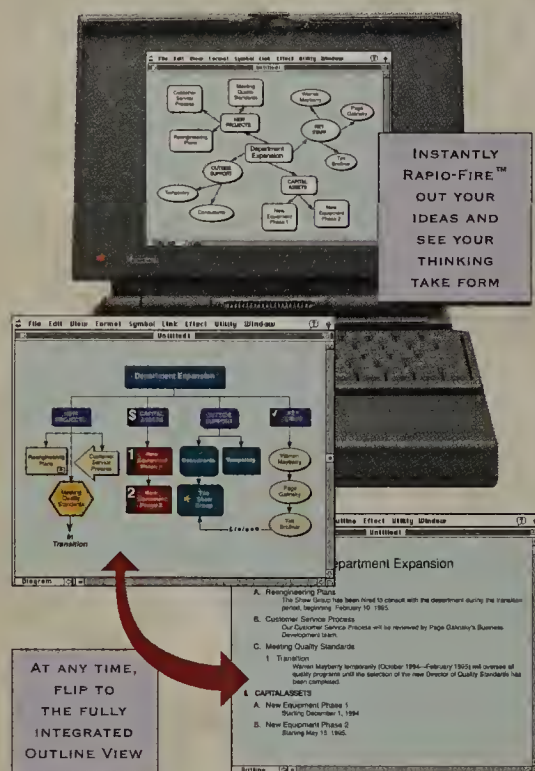 File Edit View Format Symbol Link Effect Utility Window
Untitled 1
Customer
Service
Process
Meeting
Quality
Standards
NEW
PROJECTS
Reengineering
Plans
Warren
Mayberry
Page
Galinsky
KEY
STAFF
Department
Expansion
OUTSIDE
SUPPORT
Temporary
Consultants
CAPITAL
ASSETS
New
Equipment
Phase 1
New
Equipment
Phase 2
INSTANTLY
RAPID-FIRE™
OUT YOUR
IDEAS AND
SEE YOUR
THINKING
TAKE FORM
File Edit View Format Symbol Link Effect Utility Window
Untitled 1
Department Expansion
NEW
PROJECTS
$ CAPITAL
ASSETS
OUTSIDE
SUPPORT
Reengineering
Plans
Customer
Service
Process
Meeting
Quality
Standards
In
Transition
1 New
Equipment
Phase 1
2 New
Equipment
Phase 2
Consultants
Temporary
The
Shaw
Group
Warren
Mayberry
Page
Galinsky
Diagram
AT ANY TIME,
FLIP TO
THE FULLY
INTEGRATED
OUTLINE VIEW
Outline Effect Utility Window
Untitled 1
Department Expansion
A. Reengineering Plans
The Shaw Group has been hired to consult with the department during the transition
period, beginning February 10, 1995.
B. Customer Service Process
Our Customer Service Process will be reviewed by Page Galinsky's Business
Development team.
C. Meeting Quality Standards
1. Transition
Warren Mayberry temporarily (October 1994—February 1995) will oversee all
quality programs until the selection of the new Director of Quality Standards has
been completed.
II. CAPITAL ASSETS
A. New Equipment Phase 1
Starting December 1, 1994
B. New Equipment Phase 2
Starting May 15, 1995.
Outline